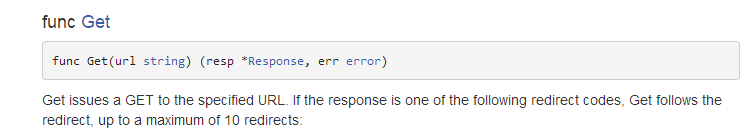 func Get
func Get(url string) (resp *Response, err error)
Get issues a GET to the specified URL. If the response is one of the following redirect codes, Get follows the
redirect, up to a maximum of 10 redirects: